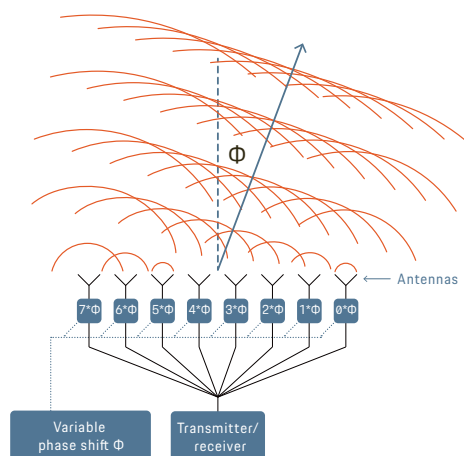 Φ
Antennas
7*Φ 6*Φ 5*Φ 4*Φ 3*Φ 2*Φ 1*Φ 0*Φ
Variable
phase shift Φ
Transmitter/
receiver